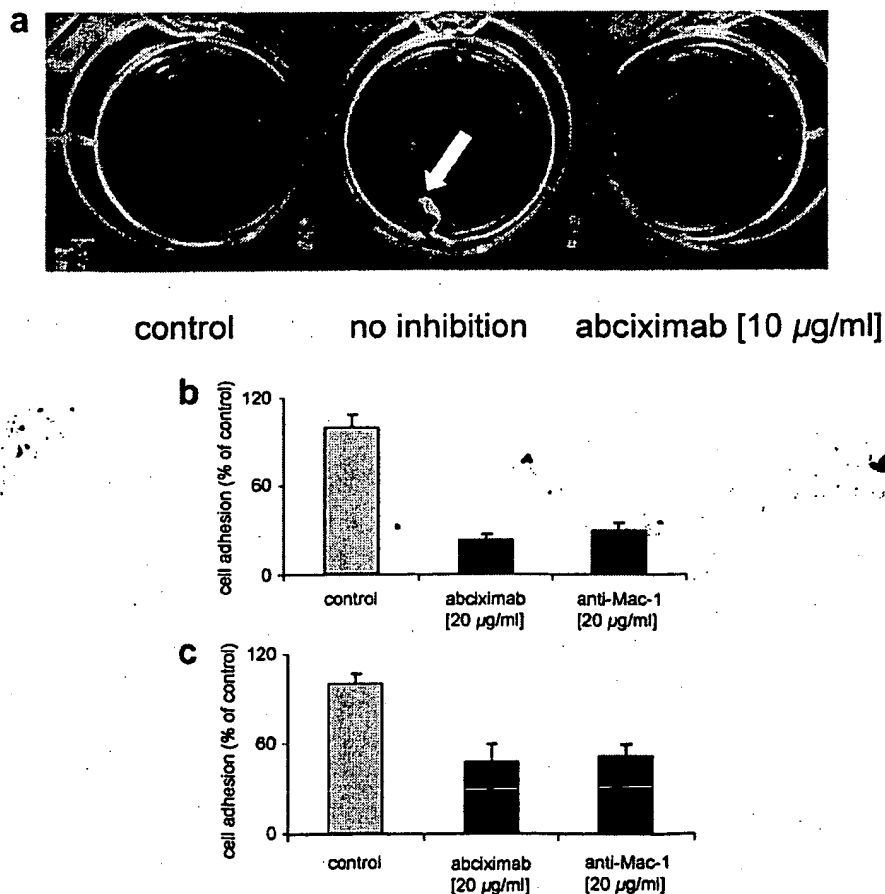 a
control no inhibition abciximab [10 µg/ml]
b
cell adhesion (% of control)
120
60
0
control abciximab anti-Mac-1
[20 µg/ml] [20 µg/ml]
c
cell adhesion (% of control)
120
60
0
control abciximab anti-Mac-1
[20 µg/ml] [20 µg/ml]